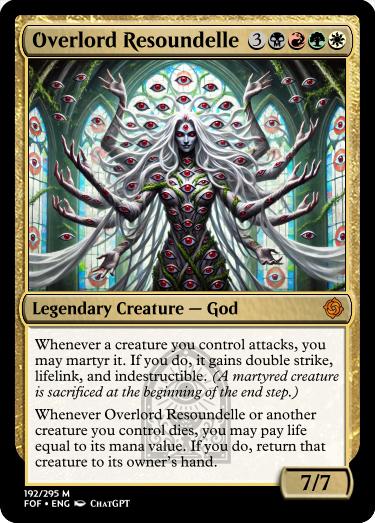 Overlord Resoundelle 3
Legendary Creature — God
Whenever a creature you control attacks, you
may martyr it. If you do, it gains double strike,
lifelink, and indestructible. (A martyred creature
is sacrificed at the beginning of the end step.)
Whenever Overlord Resoundelle or another
creature you control dies, you may pay life
equal to its mana value. If you do, return that
creature to its owner's hand.
7/7
192/295 M
FOF • ENG ChatGPT